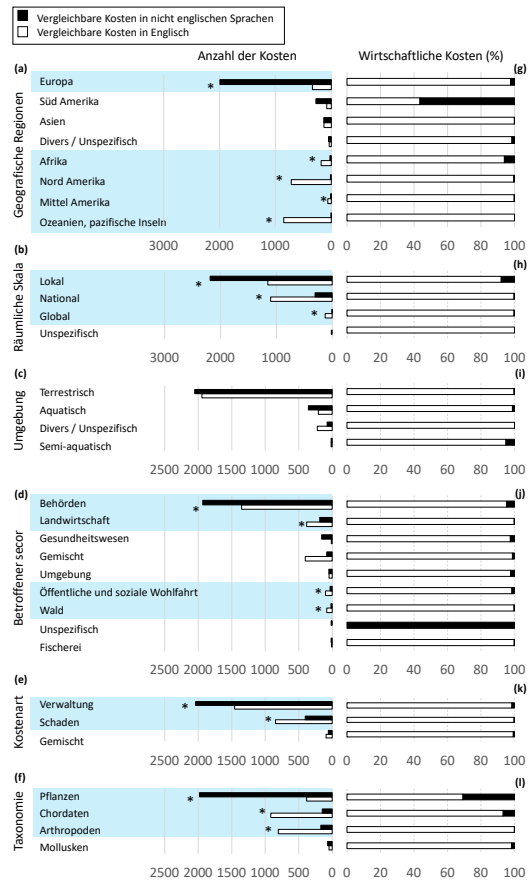 Vergleichbare Kosten in nicht englischen Sprachen
Vergleichbare Kosten in Englisch
Anzahl der Kosten
Wirtschaftliche Kosten (%)
(a)
(g)
Geografische Regionen
Europa
*
Süd Amerika
Asien
Divers / Unspezifisch
Afrika
*
Nord Amerika
*
Mittel Amerika
*
Ozeanien, pazifische Inseln
*
3000 2000 1000 0
0 20 40 60 80 100
(b)
(h)
Räumliche Skala
Lokal
*
National
*
Global
*
Unspezifisch
3000 2000 1000 0
0 20 40 60 80 100
(c)
(i)
Umgebung
Terrestrisch
Aquatisch
Divers / Unspezifisch
Semi-aquatisch
2500 2000 1500 1000 500 0
0 20 40 60 80 100
(d)
(j)
Betroffener secor
Behörden
*
Landwirtschaft
*
Gesundheitswesen
Gemischt
Umgebung
Öffentliche und soziale Wohlfahrt
*
Wald
*
Unspezifisch
Fischerei
2500 2000 1500 1000 500 0
0 20 40 60 80 100
(e)
(k)
Kostenart
Verwaltung
*
Schaden
*
Gemischt
2500 2000 1500 1000 500 0
0 20 40 60 80 100
(f)
(l)
Taxonomie
Pflanzen
*
Chordaten
*
Arthropoden
*
Mollusken
2500 2000 1500 1000 500 0
0 20 40 60 80 100